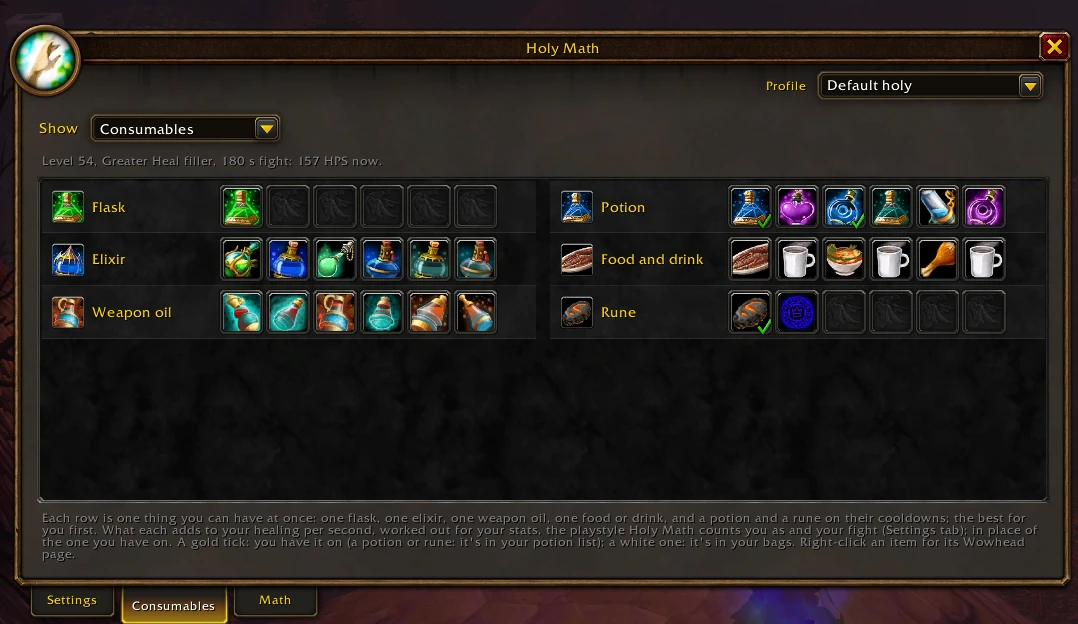 Holy Math
Profile
Default holy
Show
Consumables
Level 54, Greater Heal filler, 180 s fight: 157 HPS now.
Flask
Potion
Elixir
Food and drink
Weapon oil
Rune
Each row is one thing you can have at once: one flask, one elixir, one weapon oil, one food or drink, and a potion and a rune on their cooldowns; the best for
you first. What each adds to your healing per second, worked out for your stats, the playstyle Holy Math counts you as and your fight (Settings tab); in place of
the one you have on. A gold tick: you have it on (a potion or rune: it's in your potion list); a white one: it's in your bags. Right-click an item for its Wowhead
page.
Settings
Consumables
Math